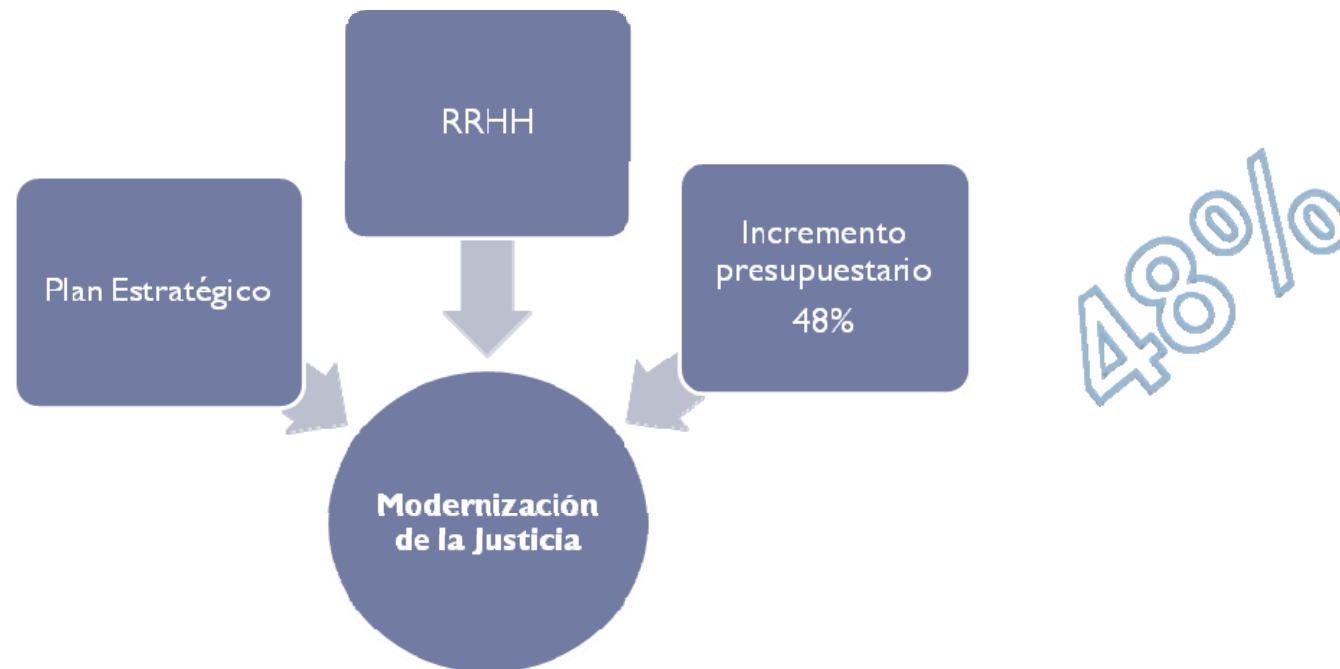 RRHH
Plan Estratégico
Incremento
presupuestario
48%
48%
Modernización
de la Justicia